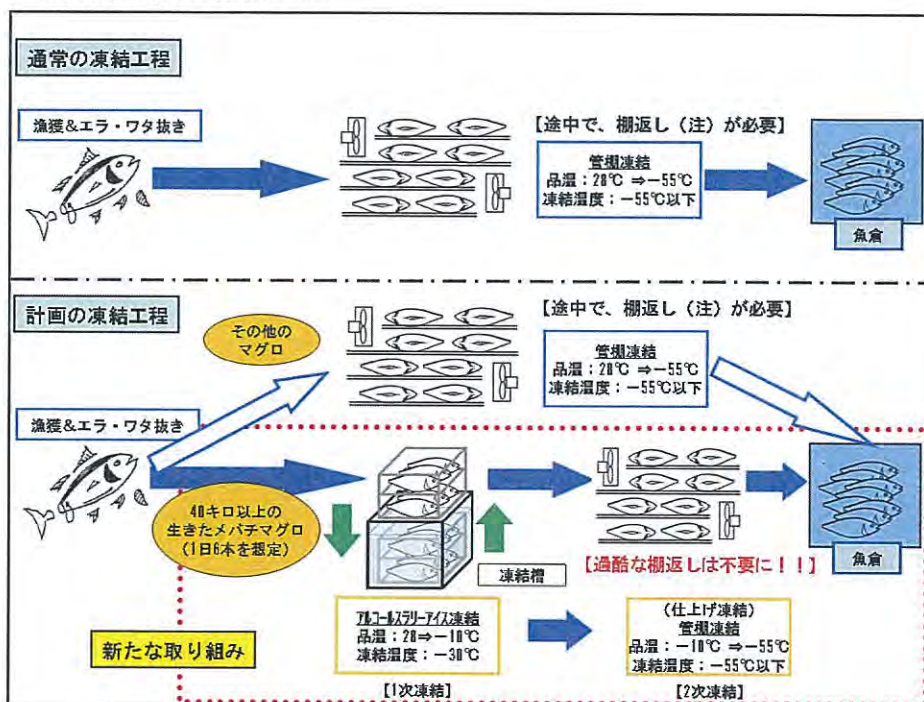 通常の凍結工程
漁獲&エラ・ワタ抜き
【途中で、棚返し（注）が必要】
管棚凍結
品温：28℃ ⇒-55℃
凍結温度：-55℃以下
魚倉
計画の凍結工程
その他の
マグロ
【途中で、棚返し（注）が必要】
管棚凍結
品温：28℃ ⇒-55℃
凍結温度：-55℃以下
漁獲&エラ・ワタ抜き
40キロ以上の
生きたメバチマグロ
（1日6本を想定）
凍結槽
【過酷な棚返しは不要に！！】
魚倉
新たな取り組み
アルコールスラリーアイス凍結
品温：28⇒-10℃
凍結温度：-30℃
【1次凍結】
（仕上げ凍結）
管棚凍結
品温：-10℃ ⇒-55℃
凍結温度：-55℃以下
【2次凍結】